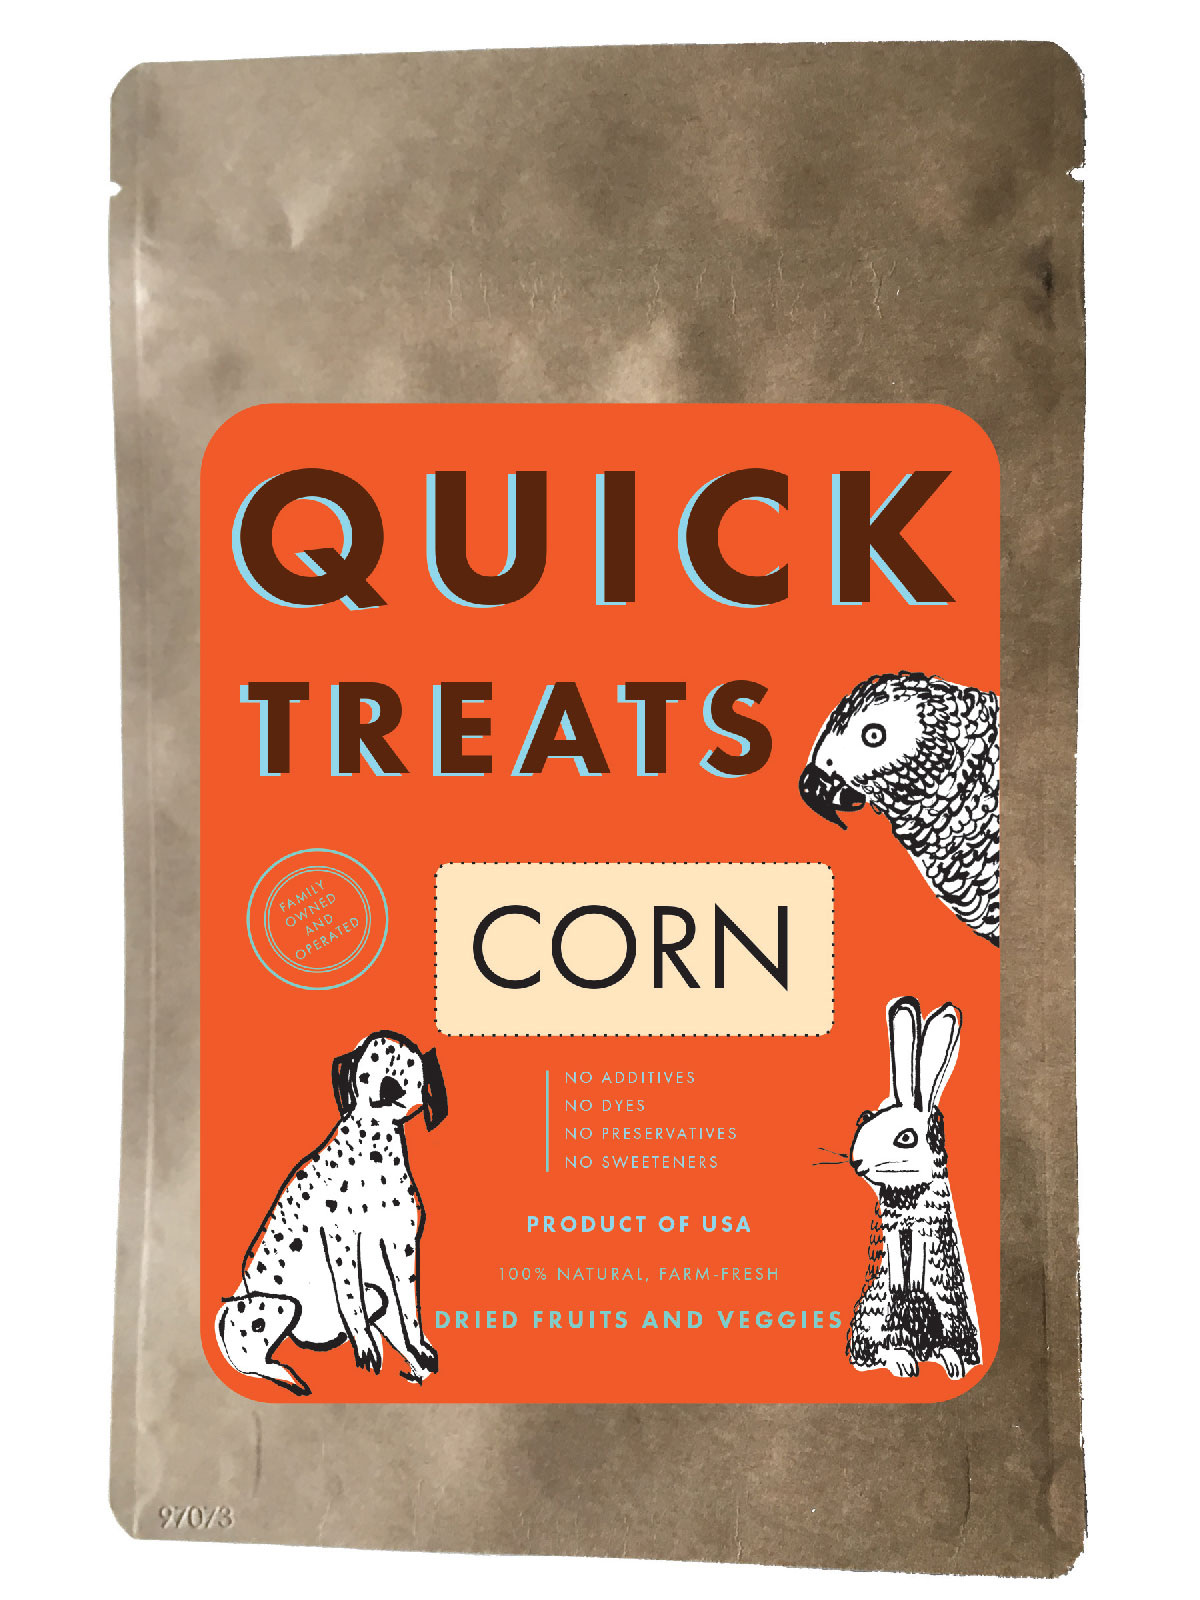 QUICK
TREATS
FAMILY
OWNED
AND
OPERATED
CORN
NO ADDITIVES
NO DYES
NO PRESERVATIVES
NO SWEETENERS
PRODUCT OF USA
100% NATURAL, FARM-FRESH
DRIED FRUITS AND VEGGIES
97073